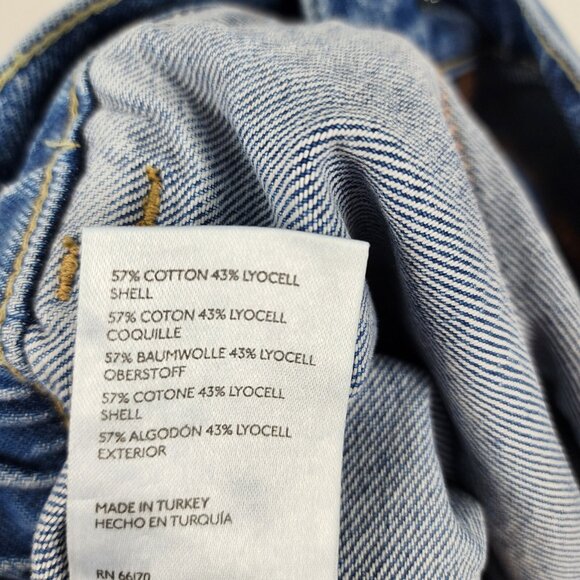 57% COTTON 43% LYOCELL
SHELL
57% COTON 43% LYOCELL
COQUILLE
57% BAUMWOLLE 43% LYOCELL
OBERSTOFF
57% COTONE 43% LYOCELL
SHELL
57% ALGODÓN 43% LYOCELL
EXTERIOR
MADE IN TURKEY
HECHO EN TURQUÍA
RN 66170